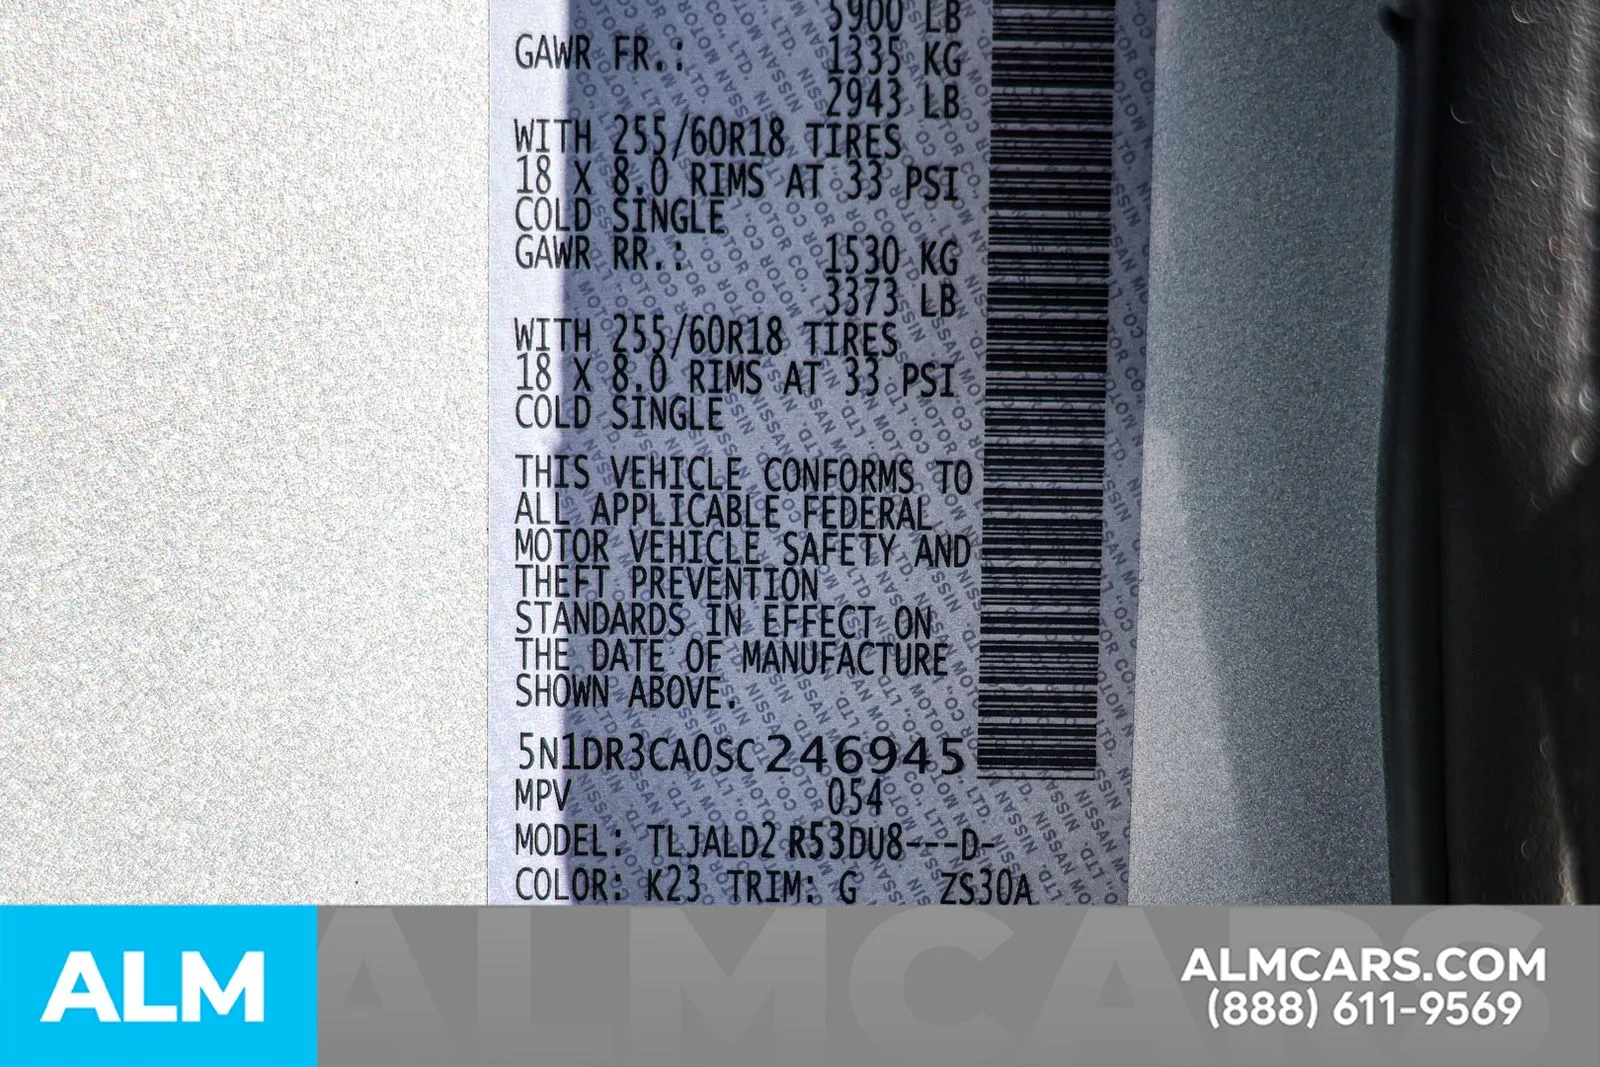 5900 LB
GAWR FR.: 1335 KG
2943 LB
WITH 255/60R18 TIRES
18 X 8.0 RIMS AT 33 PSI
COLD SINGLE
GAWR RR.: 1530 KG
3373 LB
WITH 255/60R18 TIRES
18 X 8.0 RIMS AT 33 PSI
COLD SINGLE
THIS VEHICLE CONFORMS TO
ALL APPLICABLE FEDERAL
MOTOR VEHICLE SAFETY AND
THEFT PREVENTION
STANDARDS IN EFFECT ON
THE DATE OF MANUFACTURE
SHOWN ABOVE.
5N1DR3CA0SC246945
MPV 054
MODEL: TLJALD2 R53DU8---D-
COLOR: K23 TRIM: G ZS30A
ALM
ALMCARS
ALMCARS.COM
(888) 611-9569